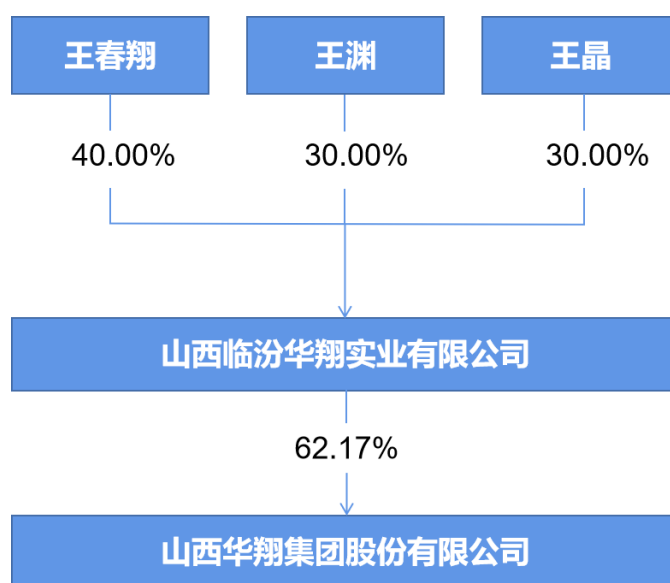 王春翔 王渊 王晶
40.00% 30.00% 30.00%
山西临汾华翔实业有限公司
62.17%
山西华翔集团股份有限公司